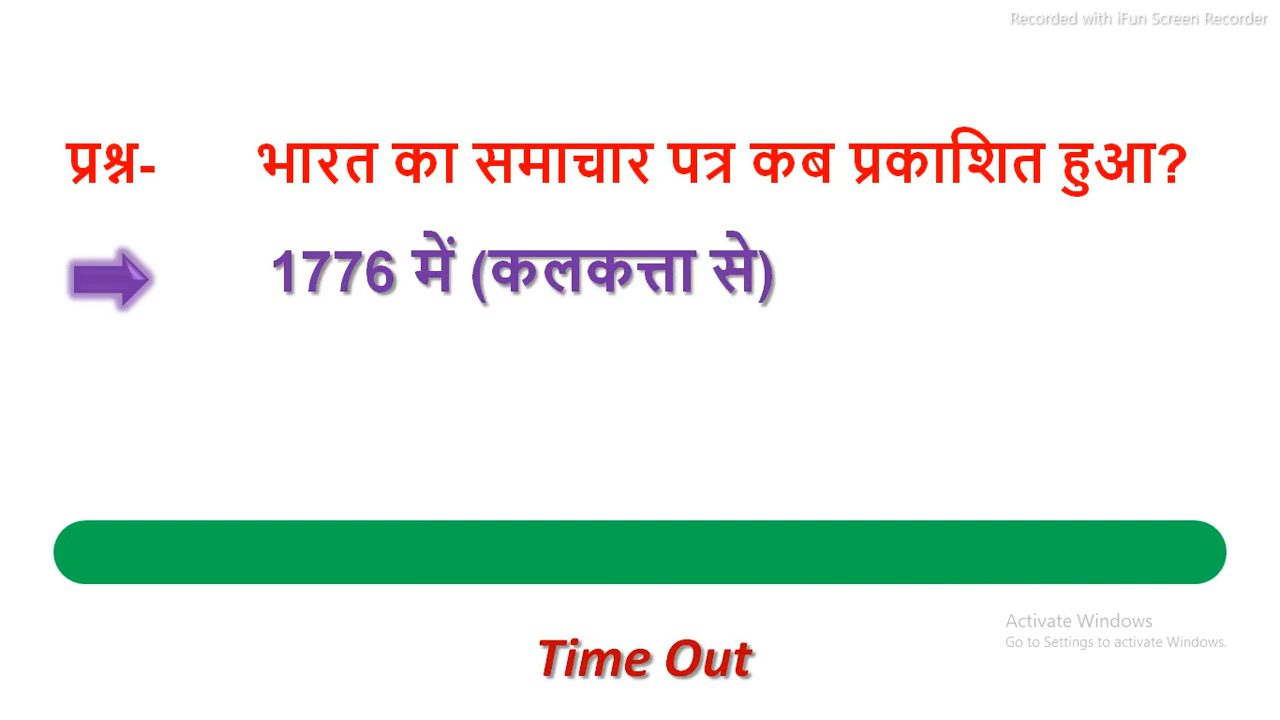 Recorded with iFun Screen Recorder
प्रश्न- भारत का समाचार पत्र कब प्रकाशित हुआ?
1776 में (कलकत्ता से)
Activate Windows
Go to Settings to activate Windows.
Time Out